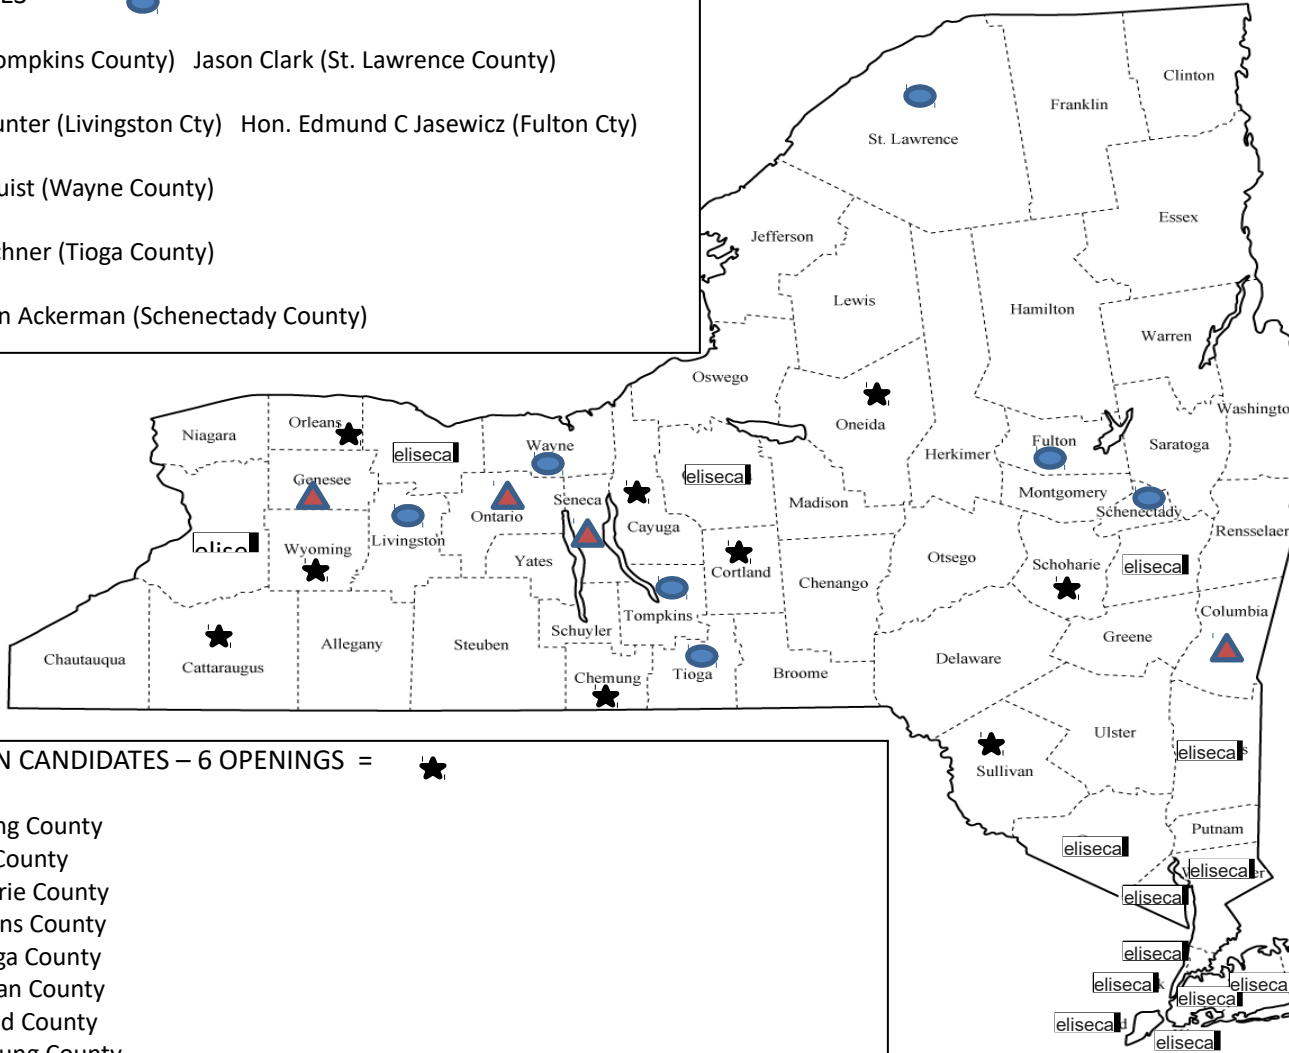 ompkins County) Jason Clark (St. Lawrence County)
unter (Livingston Cty) Hon. Edmund C Jasewicz (Fulton Cty)
uist (Wayne County)
chner (Tioga County)
n Ackerman (Schenectady County)
Clinton
Franklin
St. Lawrence
Essex
Jefferson
Lewis
Hamilton
Warren
Oswego
Washingto
Oneida
Orleans
Niagara
Fulton
Saratoga
Wayne
eliseca
Herkimer
Genesee
eliseca
Seneca
Madison
Montgomery
Ontario
Schenectady
Cayuga
Rensselaer
Livingston
Wyoming
Yates
Otsego
Schoharie
eliseca
Cortland
Chenango
Columbia
Tompkins
Schuyler
Greene
Allegany
Steuben
Chautauqua
Cattaraugus
Delaware
Chemung
Tioga
Broome
Ulster
eliseca s
Sullivan
Putnam
eliseca
eliseca er
eliseca
eliseca
eliseca k
eliseca
eliseca
eliseca d
eliseca
N CANDIDATES – 6 OPENINGS =
ng County
County
rie County
ns County
ga County
an County
d County
ung County